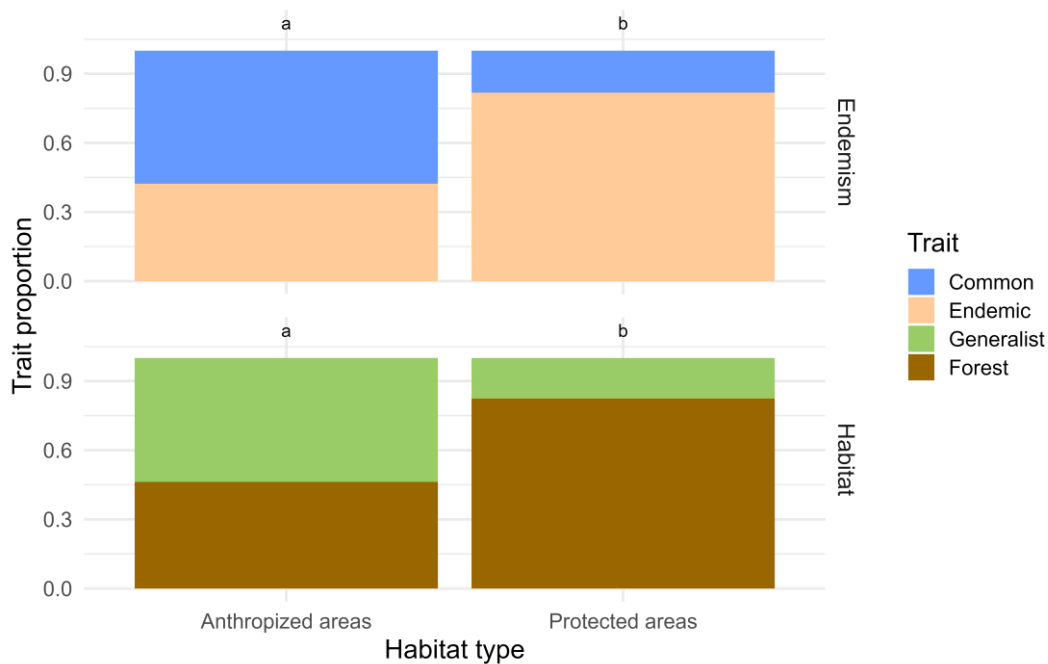 a b
0.9
0.6
0.3
0.0
Endemism
a b
0.9
0.6
0.3
0.0
Habitat
Trait proportion
Anthropized areas Protected areas
Habitat type
Trait
Common
Endemic
Generalist
Forest